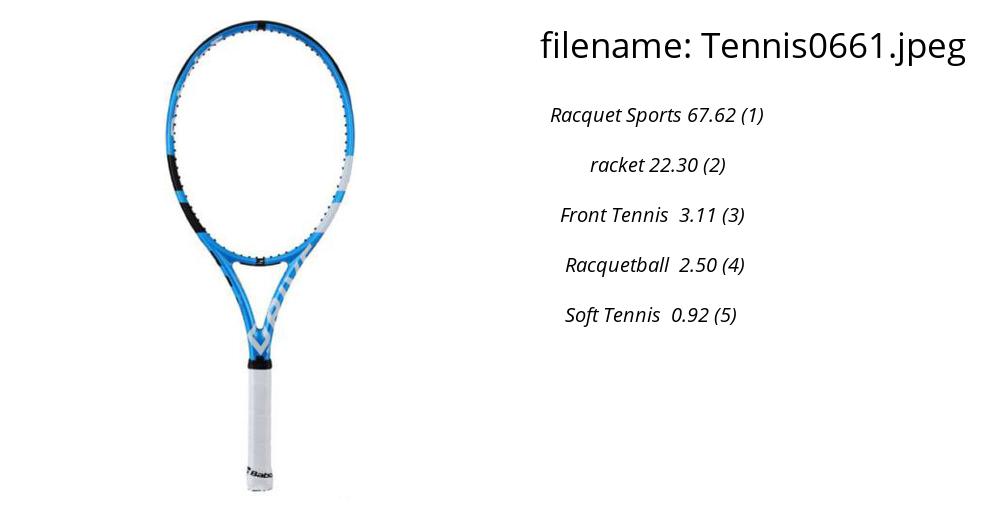 filename: Tennis0661.jpeg
Racquet Sports 67.62 (1)
racket 22.30 (2)
Front Tennis 3.11 (3)
Racquetball 2.50 (4)
Soft Tennis 0.92 (5)